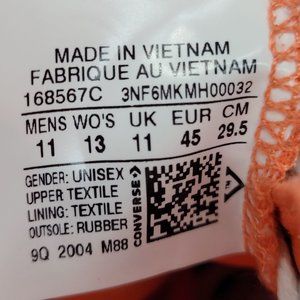 MADE IN VIETNAM
FABRIQUE AU VIETNAM
168567C 3NF6MKMH00032
MENS WO'S UK EUR CM
11 13 11 45 29.5
GENDER: UNISEX
UPPER TEXTILE
LINING: TEXTILE
OUTSOLE: RUBBER
CONVERSE
9Q 2004 M88